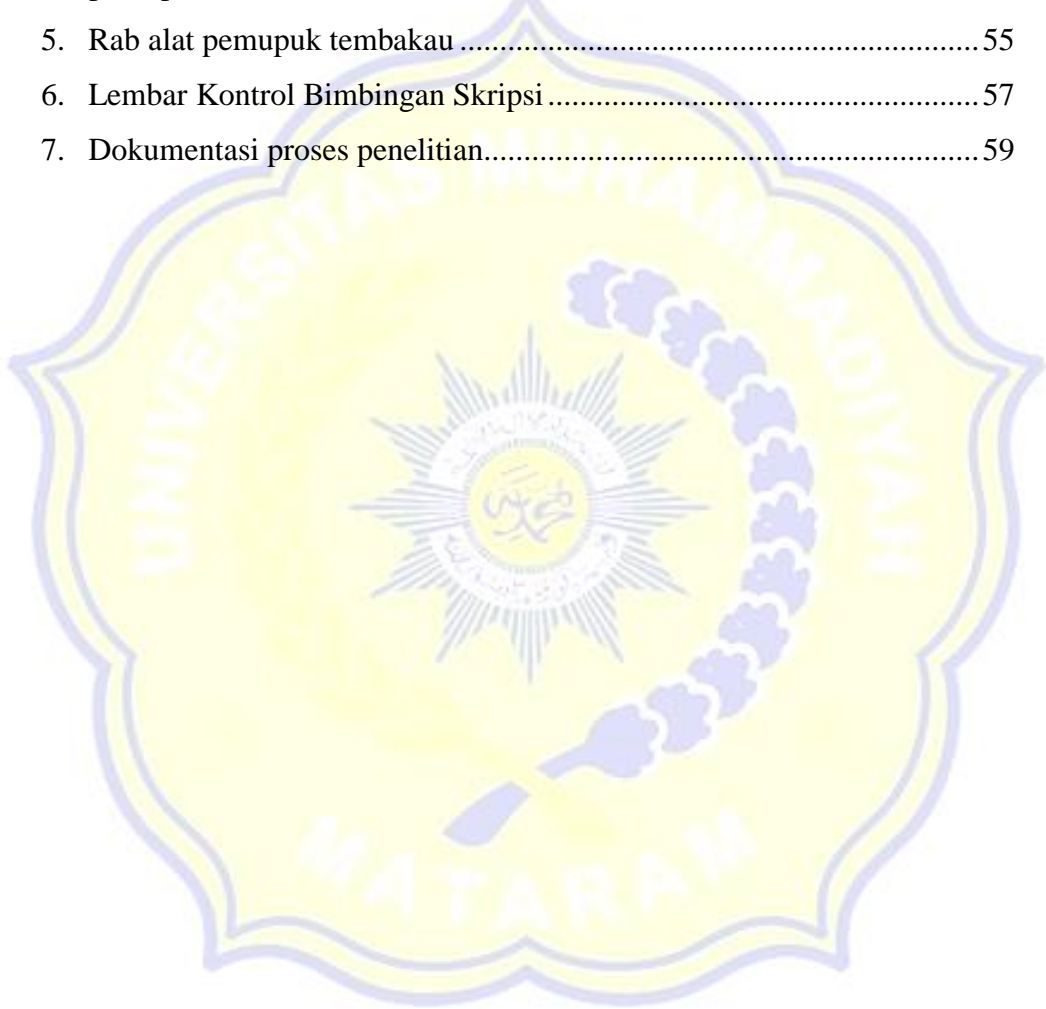 5. Rab alat pemupuk tembakau ........................................................ 55
6. Lembar Kontrol Bimbingan Skripsi ........................................................ 57
7. Dokumentasi proses penelitian ........................................................ 59
UNIVERSITAS MUHAMMADIYAH
MATARAM